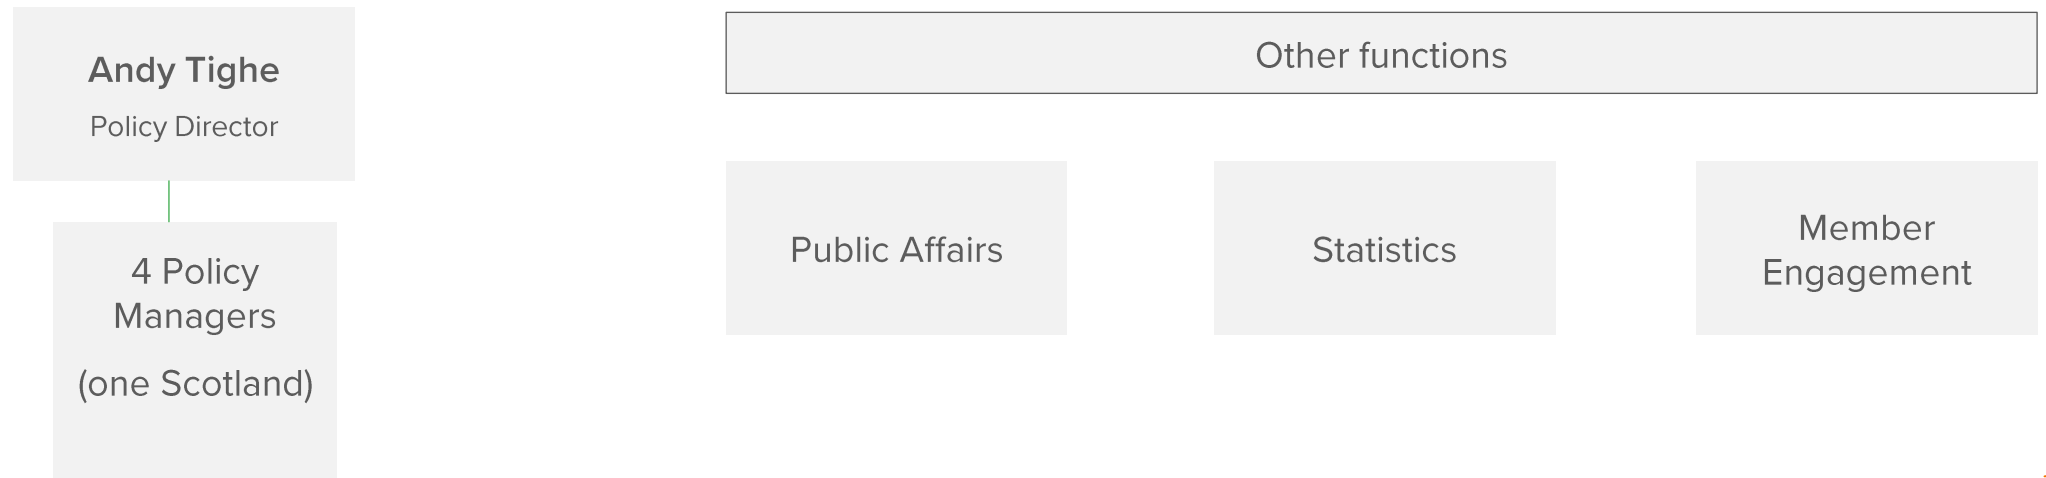 Andy Tighe
Policy Director
4 Policy
Managers
(one Scotland)
Other functions
Public Affairs
Statistics
Member
Engagement